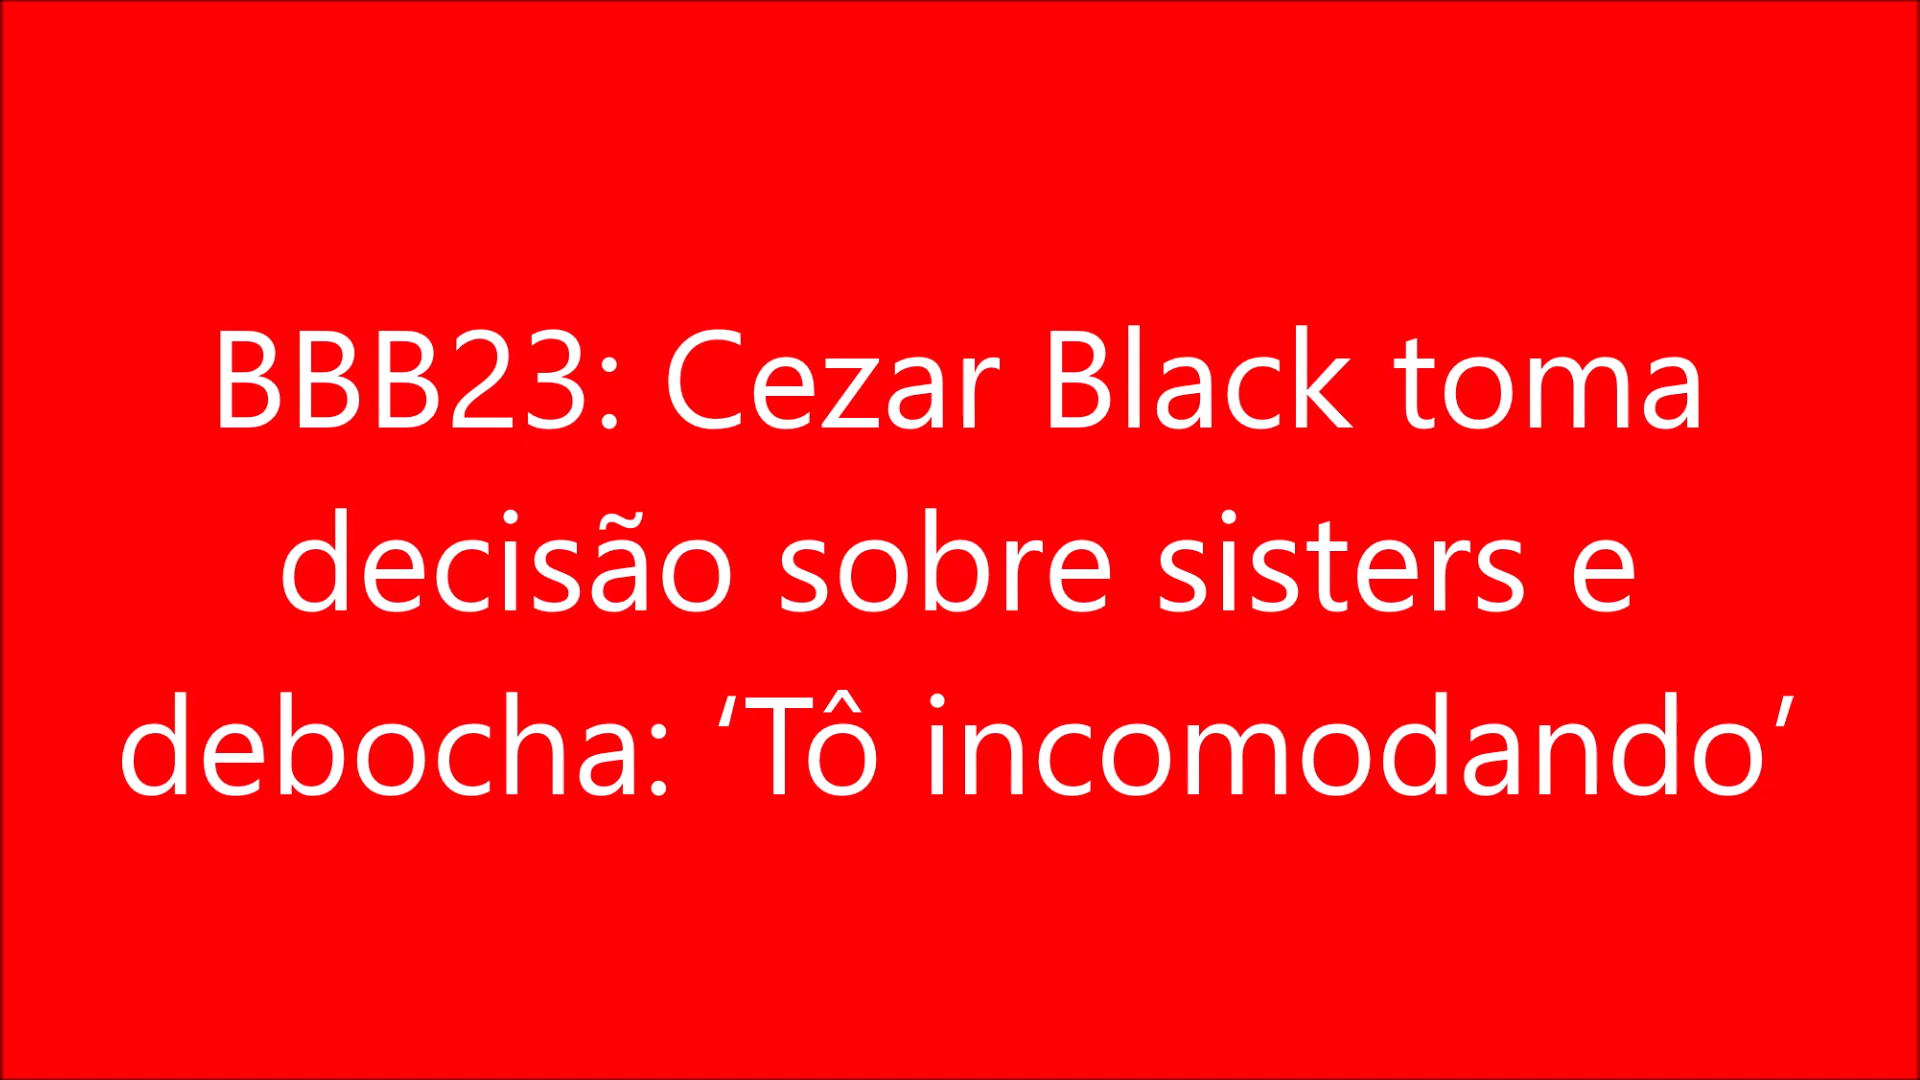 BBB23: Cezar Black toma
decisão sobre sisters e
debocha: ‘Tô incomodando’